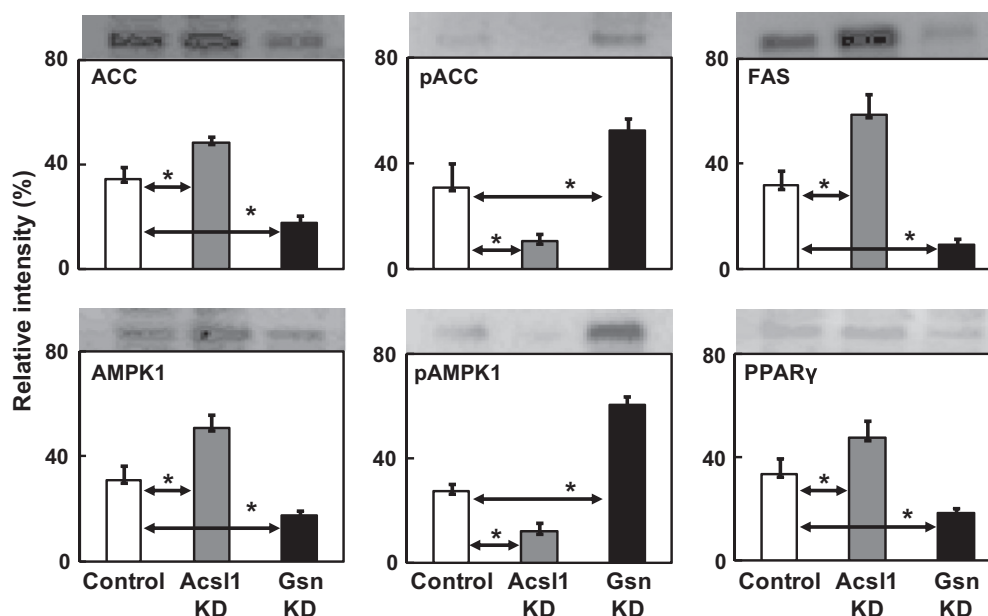 80
40
0
ACC
*
*
80
40
0
pACC
*
*
80
40
0
FAS
*
*
Relative intensity (%)
80
40
0
AMPK1
*
*
80
40
0
pAMPK1
*
*
80
40
0
PPARγ
*
*
Control Acsl1 Gsn
KD KD
Control Acsl1 Gsn
KD KD
Control Acsl1 Gsn
KD KD